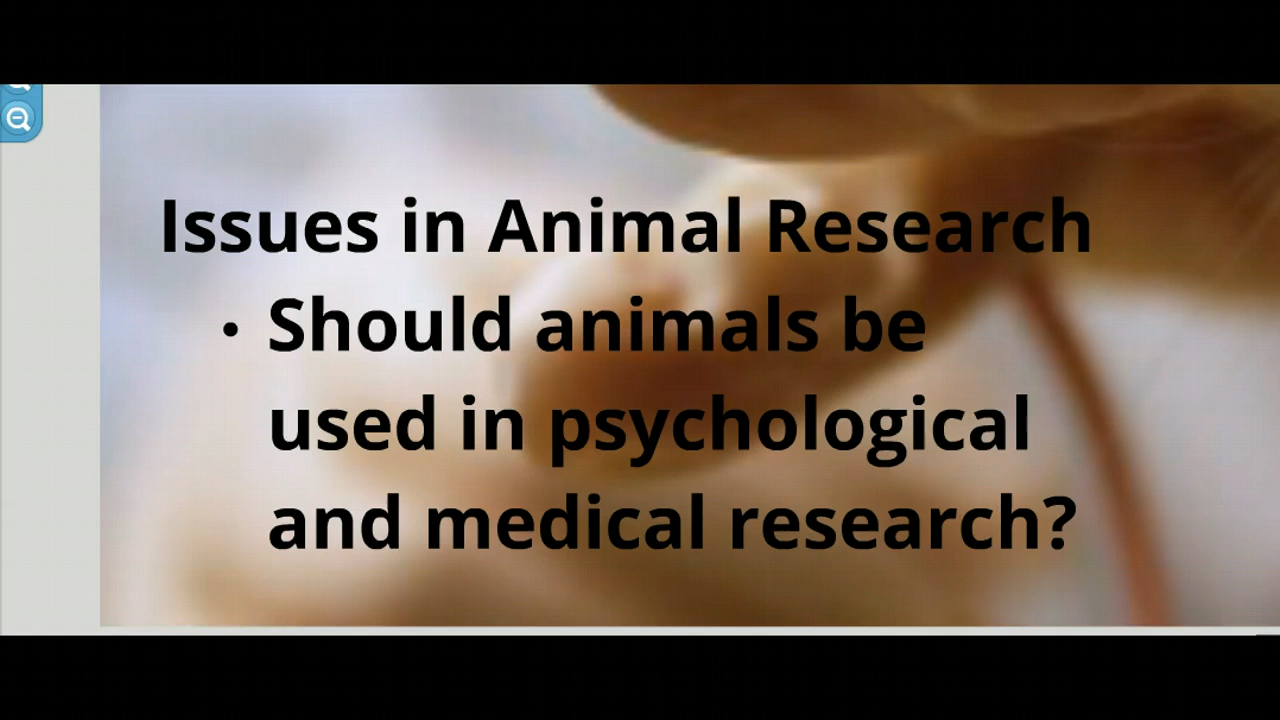 Issues in Animal Research
• Should animals be
used in psychological
and medical research?